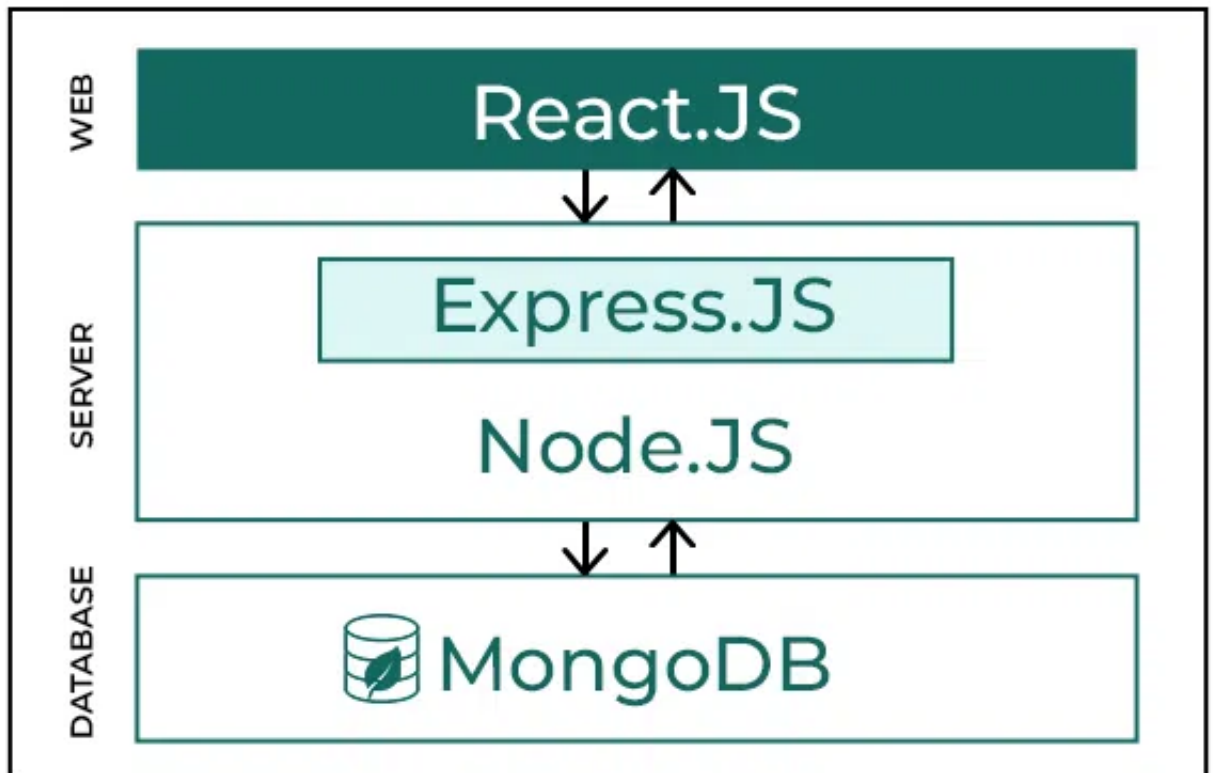 WEB
React.JS
SERVER
Express.JS
Node.JS
DATABASE
MongoDB